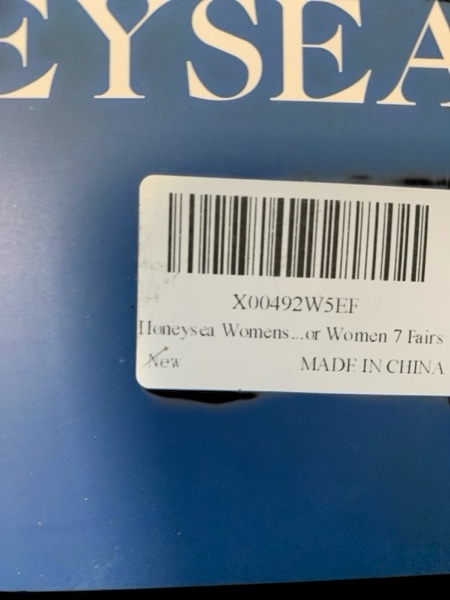 EYSEA
X00492W5EF
Honeysea Womens...or Women 7 Fairs
New
MADE IN CHINA